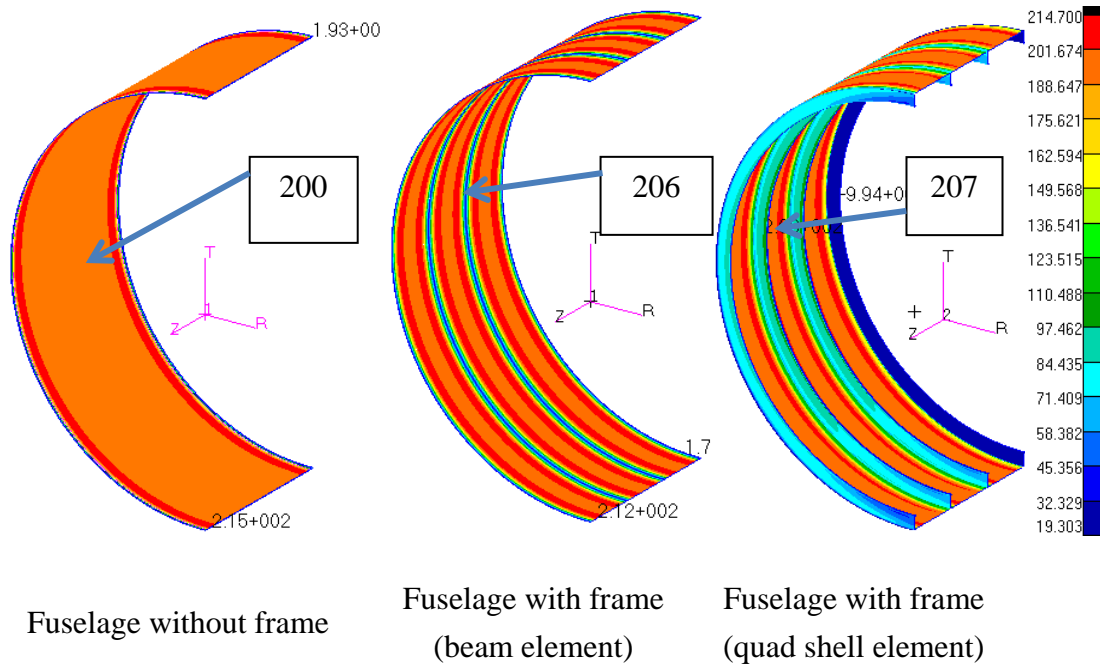 1.93+00
200
T
1
Z
R
2.15+002
206
T
1
Z
R
1.7
2.12+002
-9.94+0
207
T
2
Z
R
214.700
201.674
188.647
175.621
162.594
149.568
136.541
123.515
110.488
97.462
84.435
71.409
58.382
45.356
32.329
19.303
Fuselage without frame
Fuselage with frame
(beam element)
Fuselage with frame
(quad shell element)